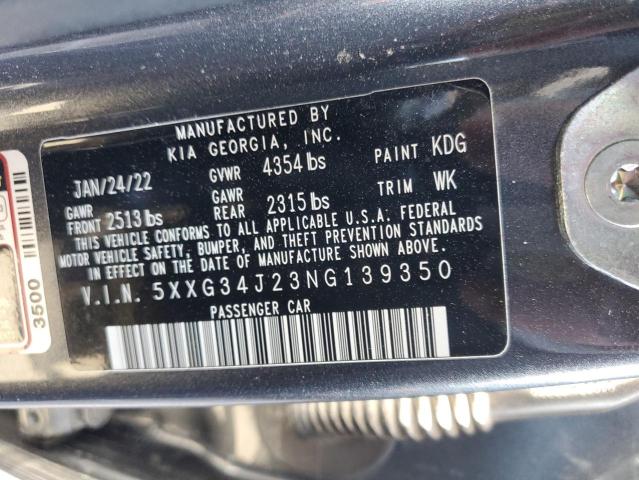 MANUFACTURED BY
KIA GEORGIA, INC.
JAN/24/22 GVWR 4354 lbs PAINT KDG
GAWR FRONT 2513 lbs GAWR REAR 2315 lbs TRIM WK
THIS VEHICLE CONFORMS TO ALL APPLICABLE U.S.A. FEDERAL
MOTOR VEHICLE SAFETY, BUMPER, AND THEFT PREVENTION STANDARDS
IN EFFECT ON THE DATE OF MANUFACTURE SHOWN ABOVE.
V.I.N. 5XXG34J23NG139350
PASSENGER CAR
3500